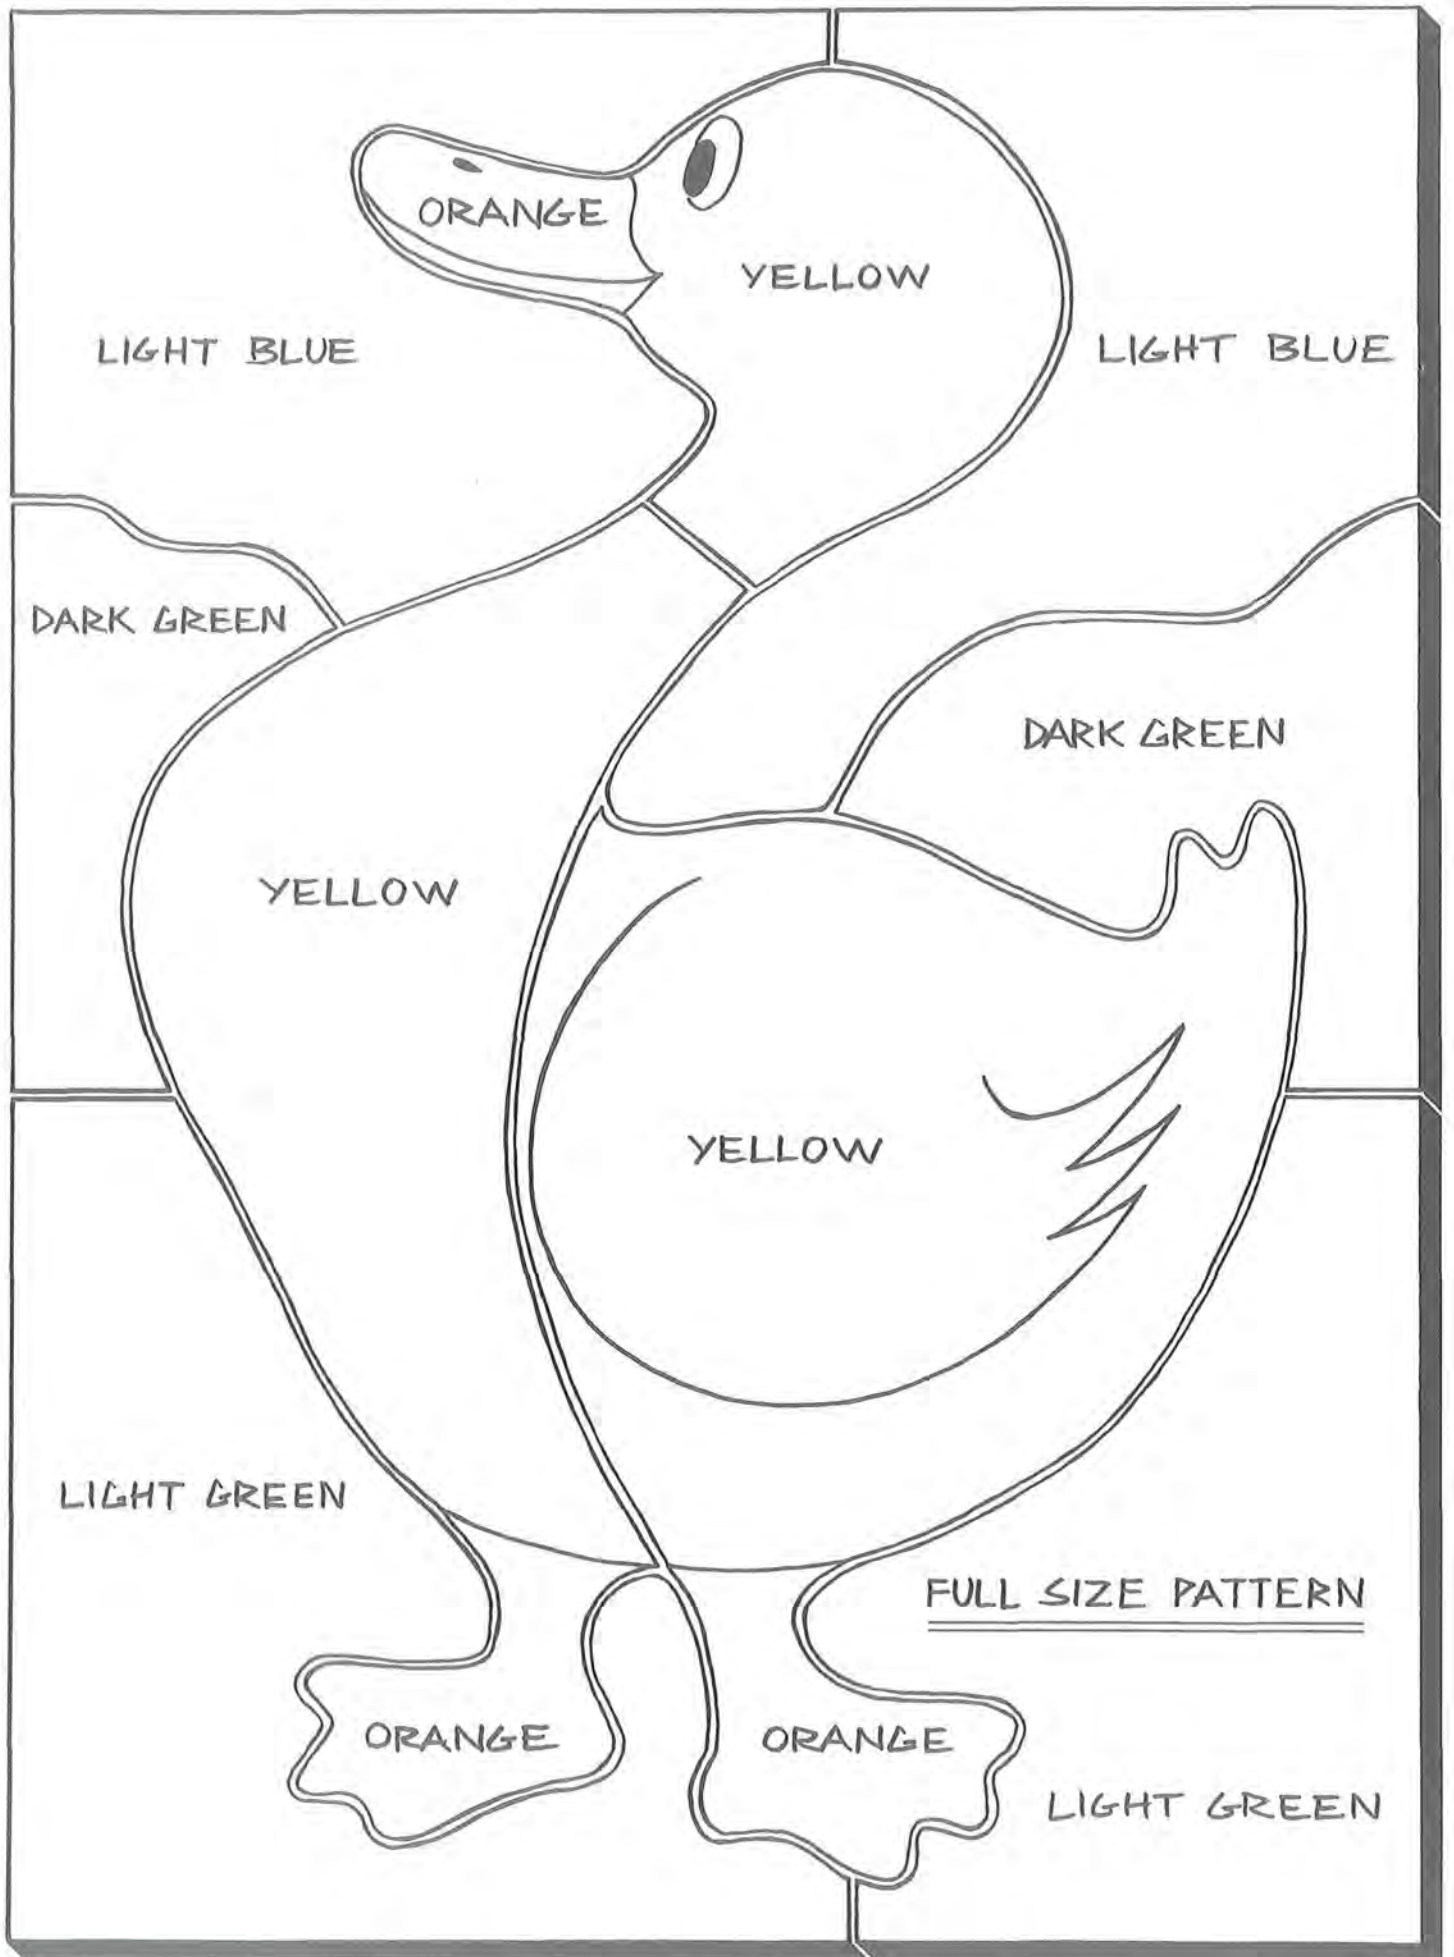 ORANGE
YELLOW
LIGHT BLUE
LIGHT BLUE
DARK GREEN
DARK GREEN
YELLOW
YELLOW
LIGHT GREEN
FULL SIZE PATTERN
ORANGE
ORANGE
LIGHT GREEN